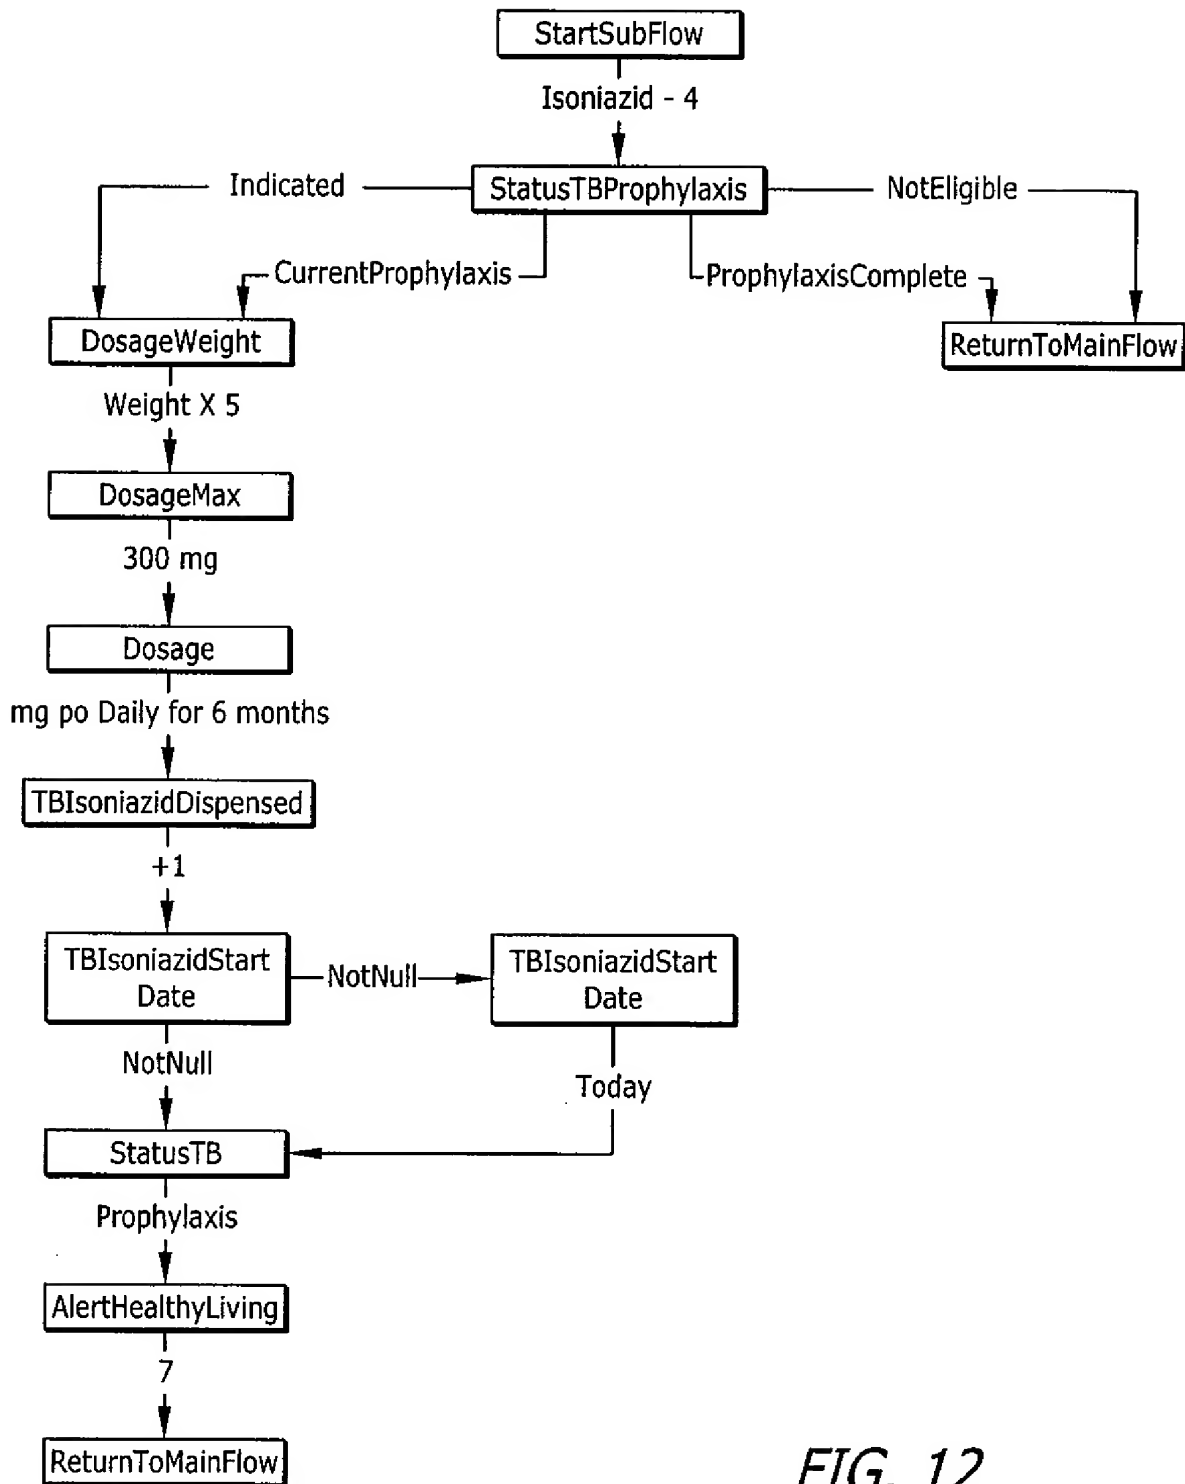 StartSubFlow
Isoniazid - 4
StatusTBProphylaxis
Indicated
NotEligible
CurrentProphylaxis
ProphylaxisComplete
DosageWeight
ReturnToMainFlow
Weight X 5
DosageMax
300 mg
Dosage
mg po Daily for 6 months
TBIsoniazidDispensed
+1
TBIsoniazidStart
Date
NotNull
TBIsoniazidStart
Date
NotNull
Today
StatusTB
Prophylaxis
AlertHealthyLiving
7
ReturnToMainFlow
FIG. 12